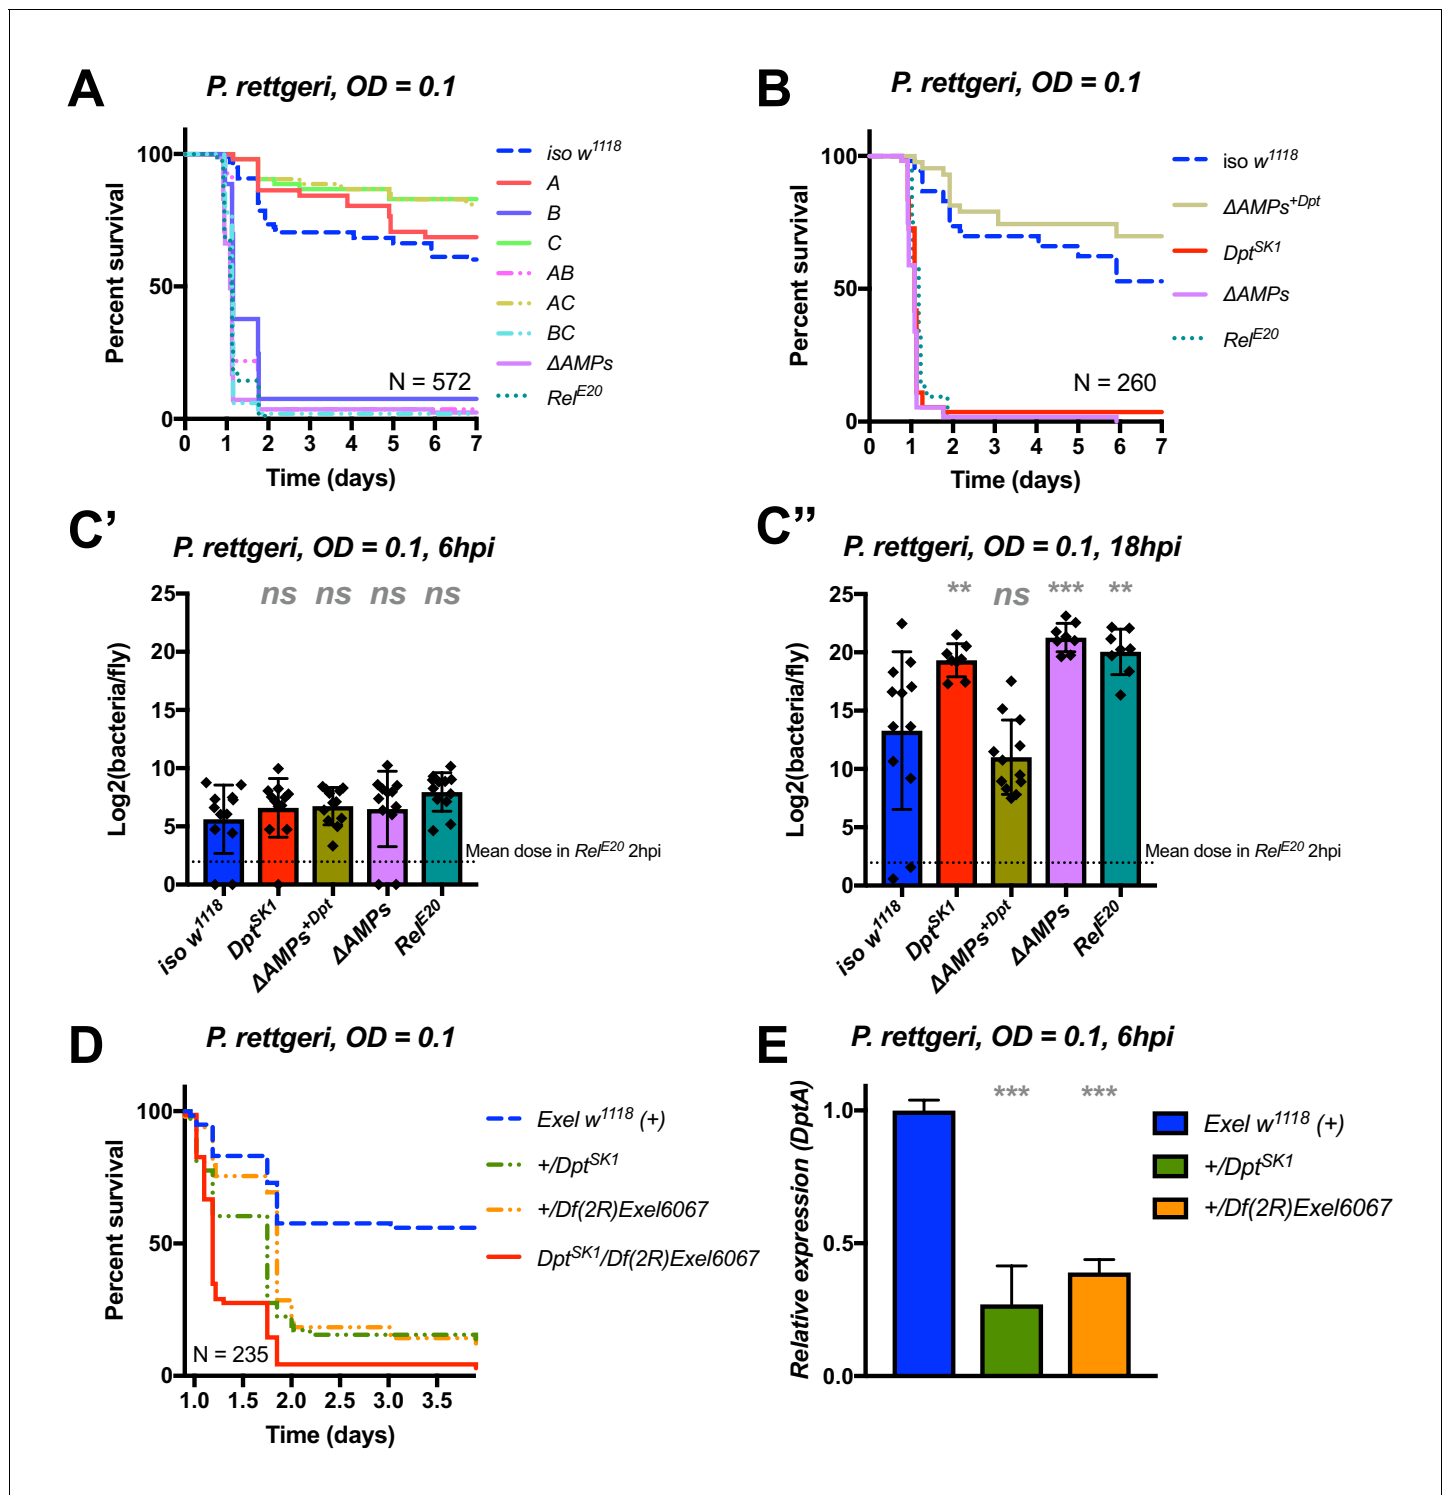 A
P. rettgeri, OD = 0.1
Percent survival
100
50
0
0 1 2 3 4 5 6 7
Time (days)
N = 572
iso w1118
A
B
C
AB
AC
BC
ΔAMPs
RelE20
B
P. rettgeri, OD = 0.1
Percent survival
100
50
0
0 1 2 3 4 5 6 7
Time (days)
N = 260
iso w1118
ΔAMPs+Dpt
DptSK1
ΔAMPs
RelE20
C'
P. rettgeri, OD = 0.1, 6hpi
ns ns ns ns
Log2(bacteria/fly)
25
20
15
10
5
0
Mean dose in RelE20 2hpi
iso w1118
DptSK1
ΔAMPs+Dpt
ΔAMPs
RelE20
C''
P. rettgeri, OD = 0.1, 18hpi
** ns *** **
Log2(bacteria/fly)
25
20
15
10
5
0
Mean dose in RelE20 2hpi
iso w1118
DptSK1
ΔAMPs+Dpt
ΔAMPs
RelE20
D
P. rettgeri, OD = 0.1
Percent survival
100
50
0
1.0 1.5 2.0 2.5 3.0 3.5
Time (days)
N = 235
Exel w1118 (+)
+/DptSK1
+/Df(2R)Exel6067
DptSK1/Df(2R)Exel6067
E
P. rettgeri, OD = 0.1, 6hpi
*** ***
Relative expression (DptA)
1.0
0.5
0.0
Exel w1118 (+)
+/DptSK1
+/Df(2R)Exel6067